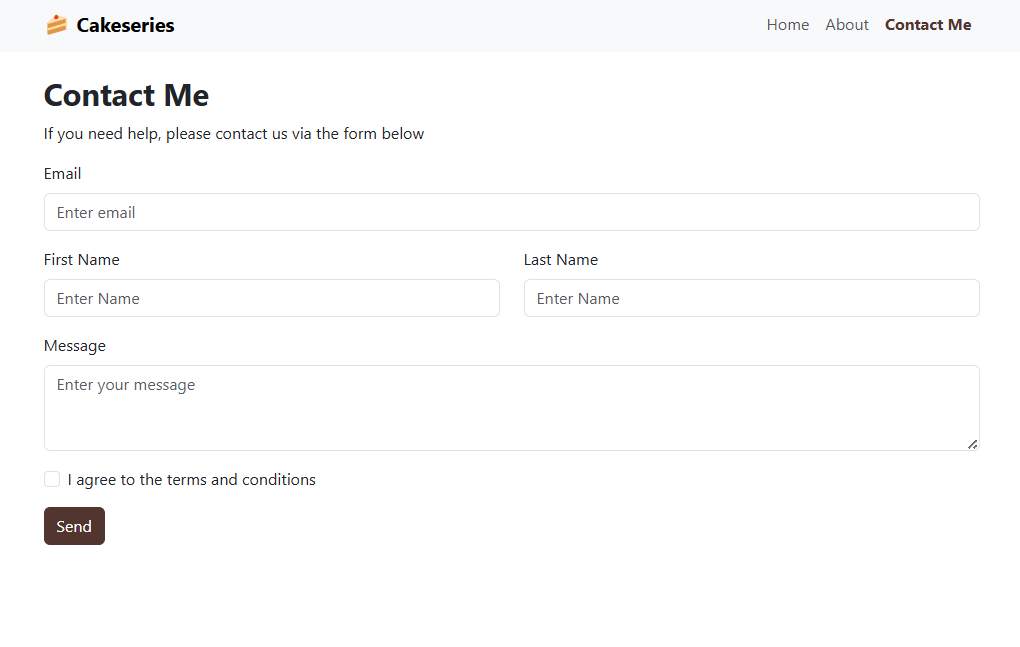 Cakeseries
Home About Contact Me
Contact Me
If you need help, please contact us via the form below
Email
Enter email
First Name Last Name
Enter Name Enter Name
Message
Enter your message
I agree to the terms and conditions
Send